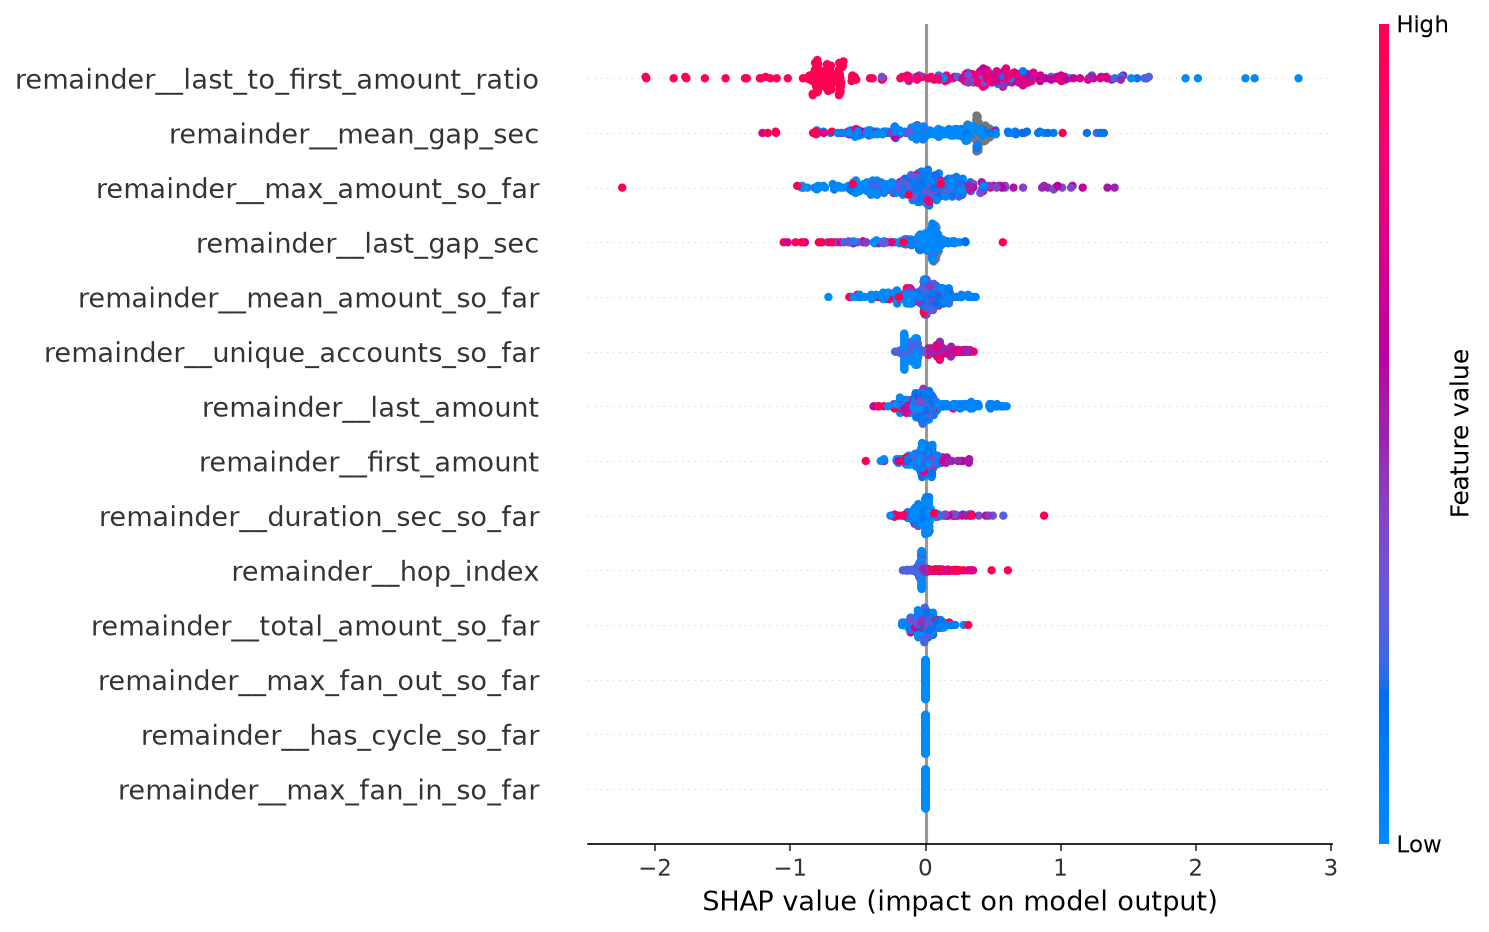 High
remainder__last_to_first_amount_ratio
remainder__mean_gap_sec
remainder__max_amount_so_far
remainder__last_gap_sec
remainder__mean_amount_so_far
remainder__unique_accounts_so_far
remainder__last_amount
remainder__first_amount
remainder__duration_sec_so_far
remainder__hop_index
remainder__total_amount_so_far
remainder__max_fan_out_so_far
remainder__has_cycle_so_far
remainder__max_fan_in_so_far
Feature value
Low
−2 −1 0 1 2 3
SHAP value (impact on model output)